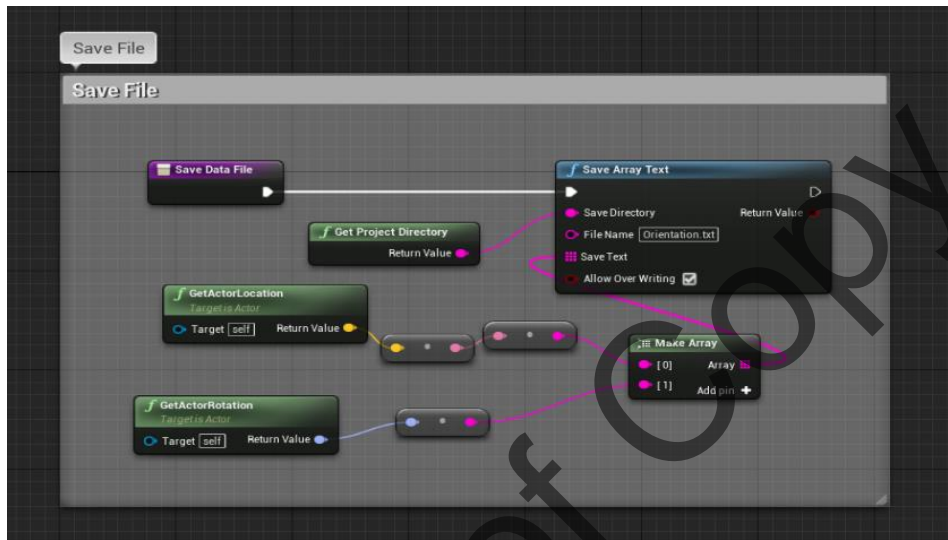 Save File
Save File
Save Data File
f Save Array Text
Save Directory
Return Value
File Name Orientation.txt
Save Text
Allow Over Writing
f Get Project Directory
Return Value
f GetActorLocation
Target is Actor
Target self
Return Value
Make Array
[0]
Array
[1]
Add pin +
f GetActorRotation
Target is Actor
Target self
Return Value
of Copy